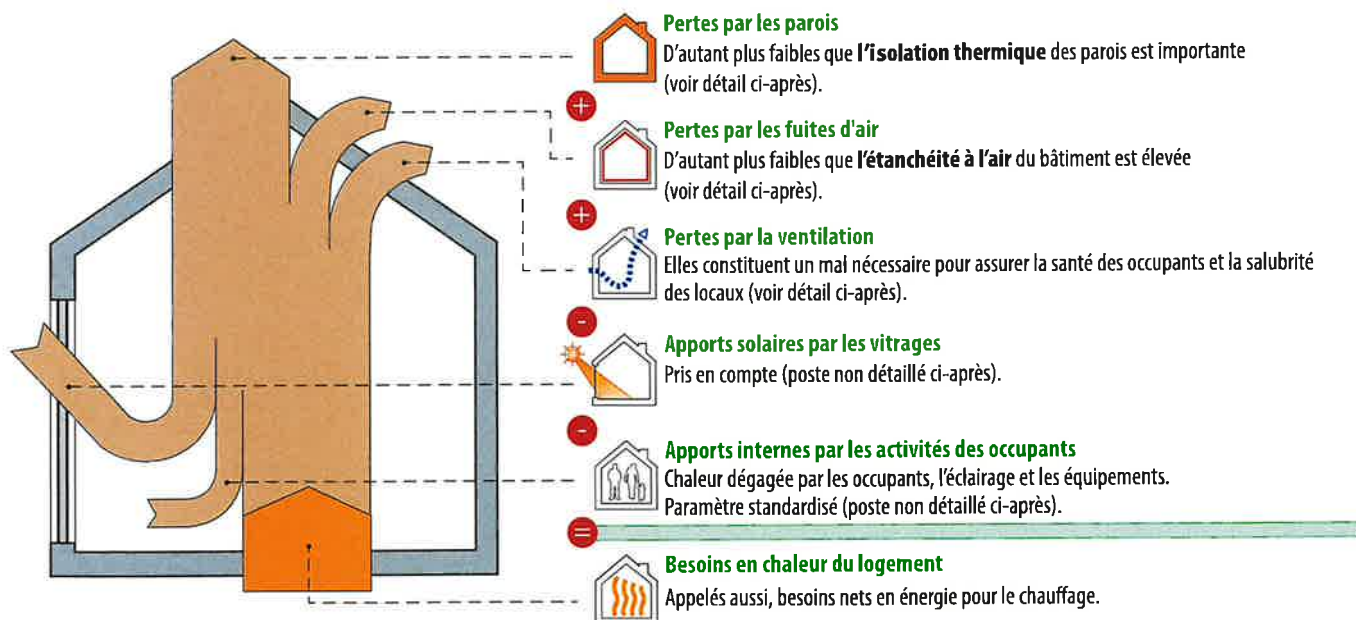 Pertes par les parois
D'autant plus faibles que l'isolation thermique des parois est importante
(voir détail ci-après).
+
Pertes par les fuites d'air
D'autant plus faibles que l'étanchéité à l'air du bâtiment est élevée
(voir détail ci-après).
+
Pertes par la ventilation
Elles constituent un mal nécessaire pour assurer la santé des occupants et la salubrité
des locaux (voir détail ci-après).
-
Apports solaires par les vitrages
Pris en compte (poste non détaillé ci-après).
-
Apports internes par les activités des occupants
Chaleur dégagée par les occupants, l'éclairage et les équipements.
Paramètre standardisé (poste non détaillé ci-après).
=
Besoins en chaleur du logement
Appelés aussi, besoins nets en énergie pour le chauffage.